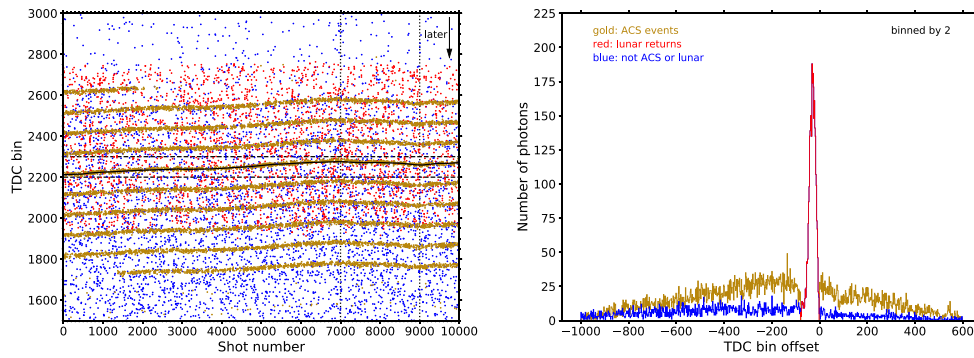 3000
2800
2600
2400
2200
2000
1800
1600
TDC bin
later
0 1000 2000 3000 4000 5000 6000 7000 8000 9000 10000
Shot number
225
200
175
150
125
100
75
50
25
0
Number of photons
gold: ACS events
red: lunar returns
blue: not ACS or lunar
binned by 2
−1000 −800 −600 −400 −200 0 200 400 600
TDC bin offset